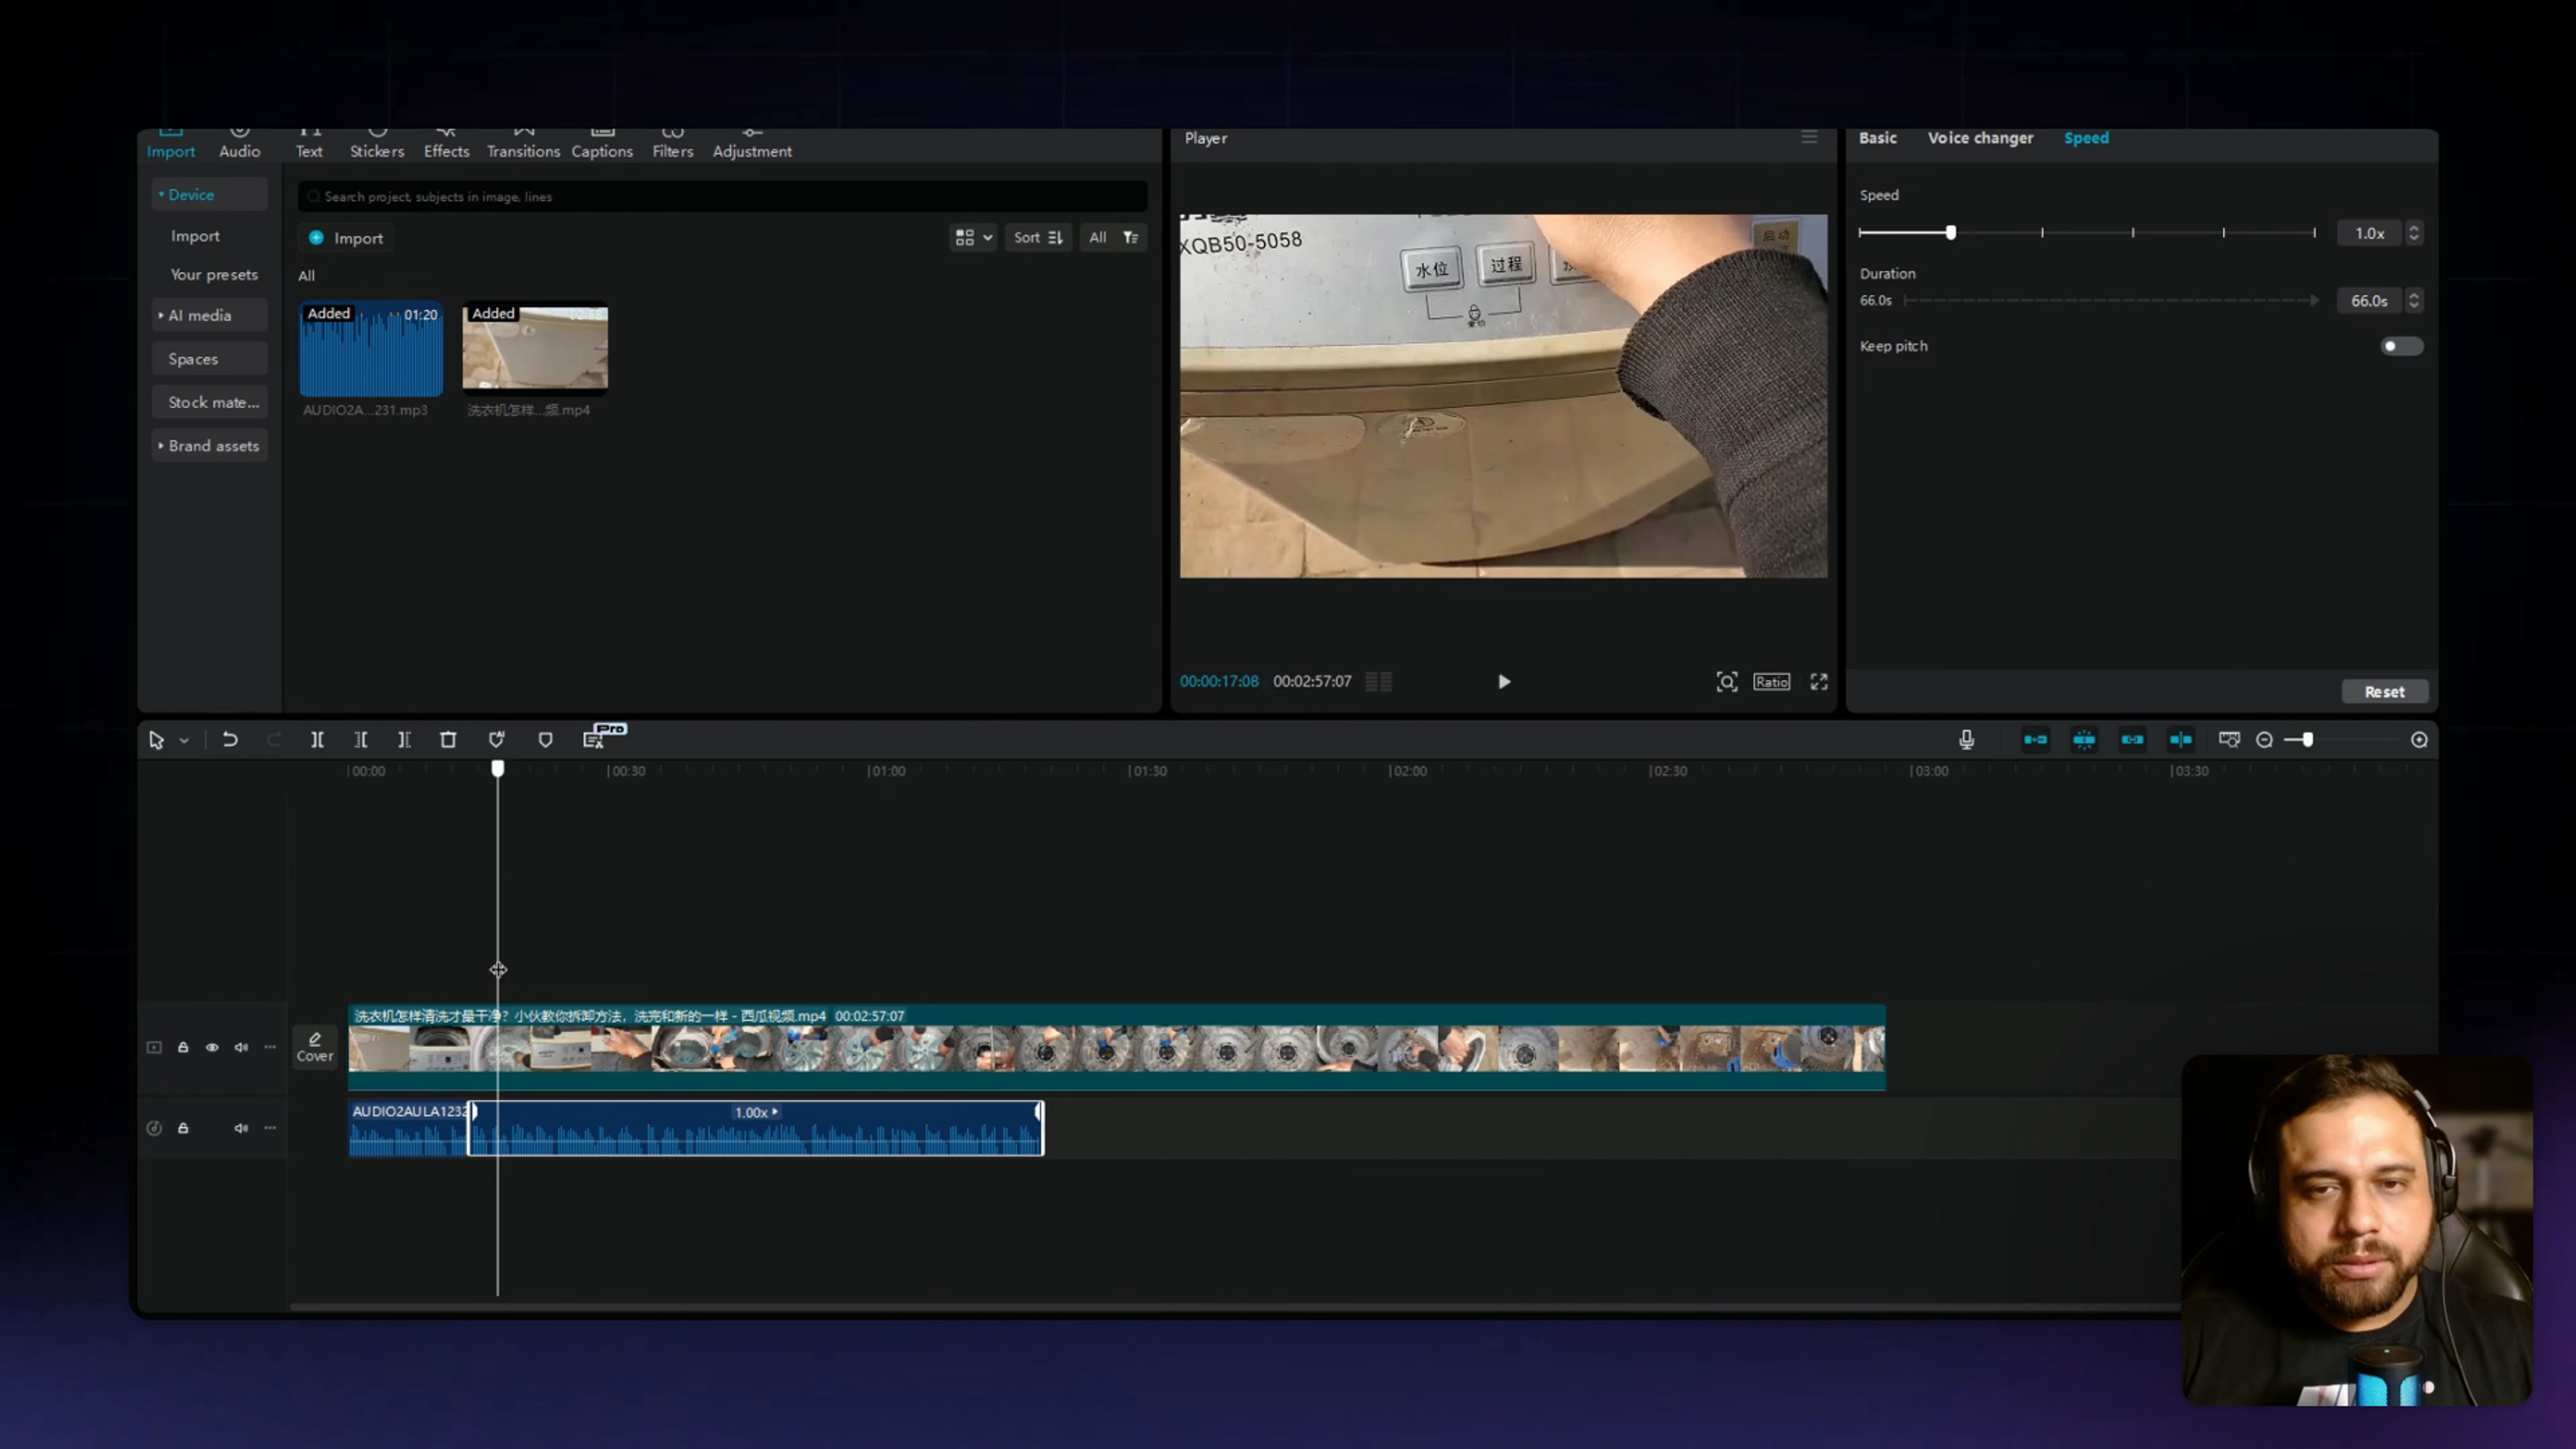 Import
Audio
Text
Stickers
Effects
Transitions
Captions
Filters
Adjustment
Player
Basic
Voice changer
Speed
Device
Import
Your presets
AI media
Spaces
Stock mate...
Brand assets
Search project, subjects in image, lines
Import
Sort
All
All
Added
01:20
AUDIO2A...231.mp3
Added
洗衣机怎样...频.mp4
XQB50-5058
水位
过程
启动
00:00:17:08
00:02:57:07
Ratio
Speed
1.0x
Duration
66.0s
66.0s
Keep pitch
Reset
Pro
00:00
00:30
01:00
01:30
02:00
02:30
03:00
03:30
Cover
洗衣机怎样清洗才是干净？小伙教你拆卸方法，洗完和新的一样 - 西瓜视频.mp4 00:02:57:07
AUDIO2AULA1232
1.00x